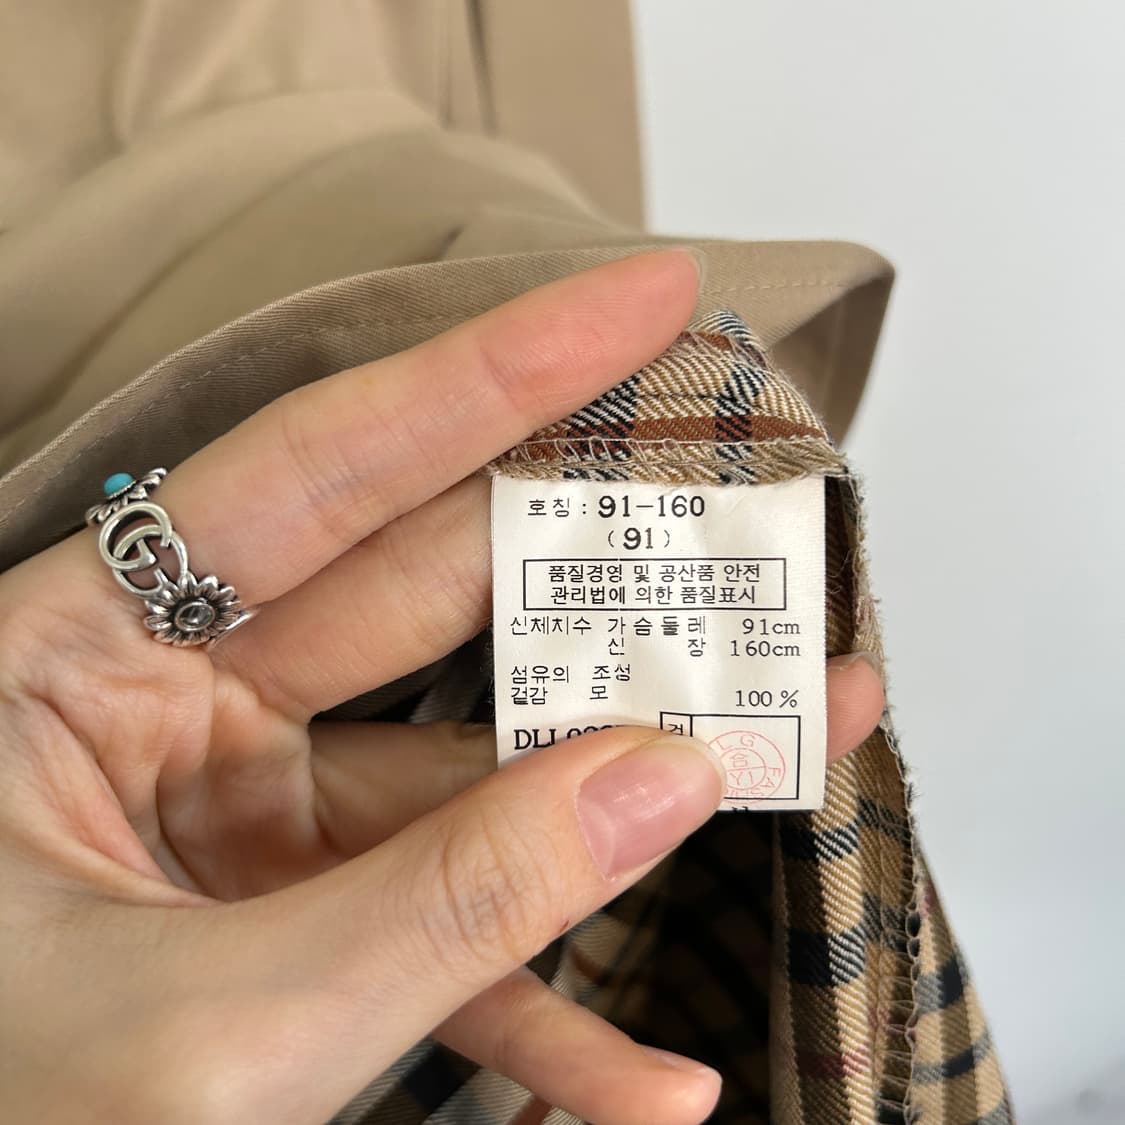 호칭 : 91-160
( 91 )
품질경영 및 공산품 안전
관리법에 의한 품질표시
신체치수 가슴둘레 91cm
신 장 160cm
섬유의 조성
겉감 모 100 %
LG
합